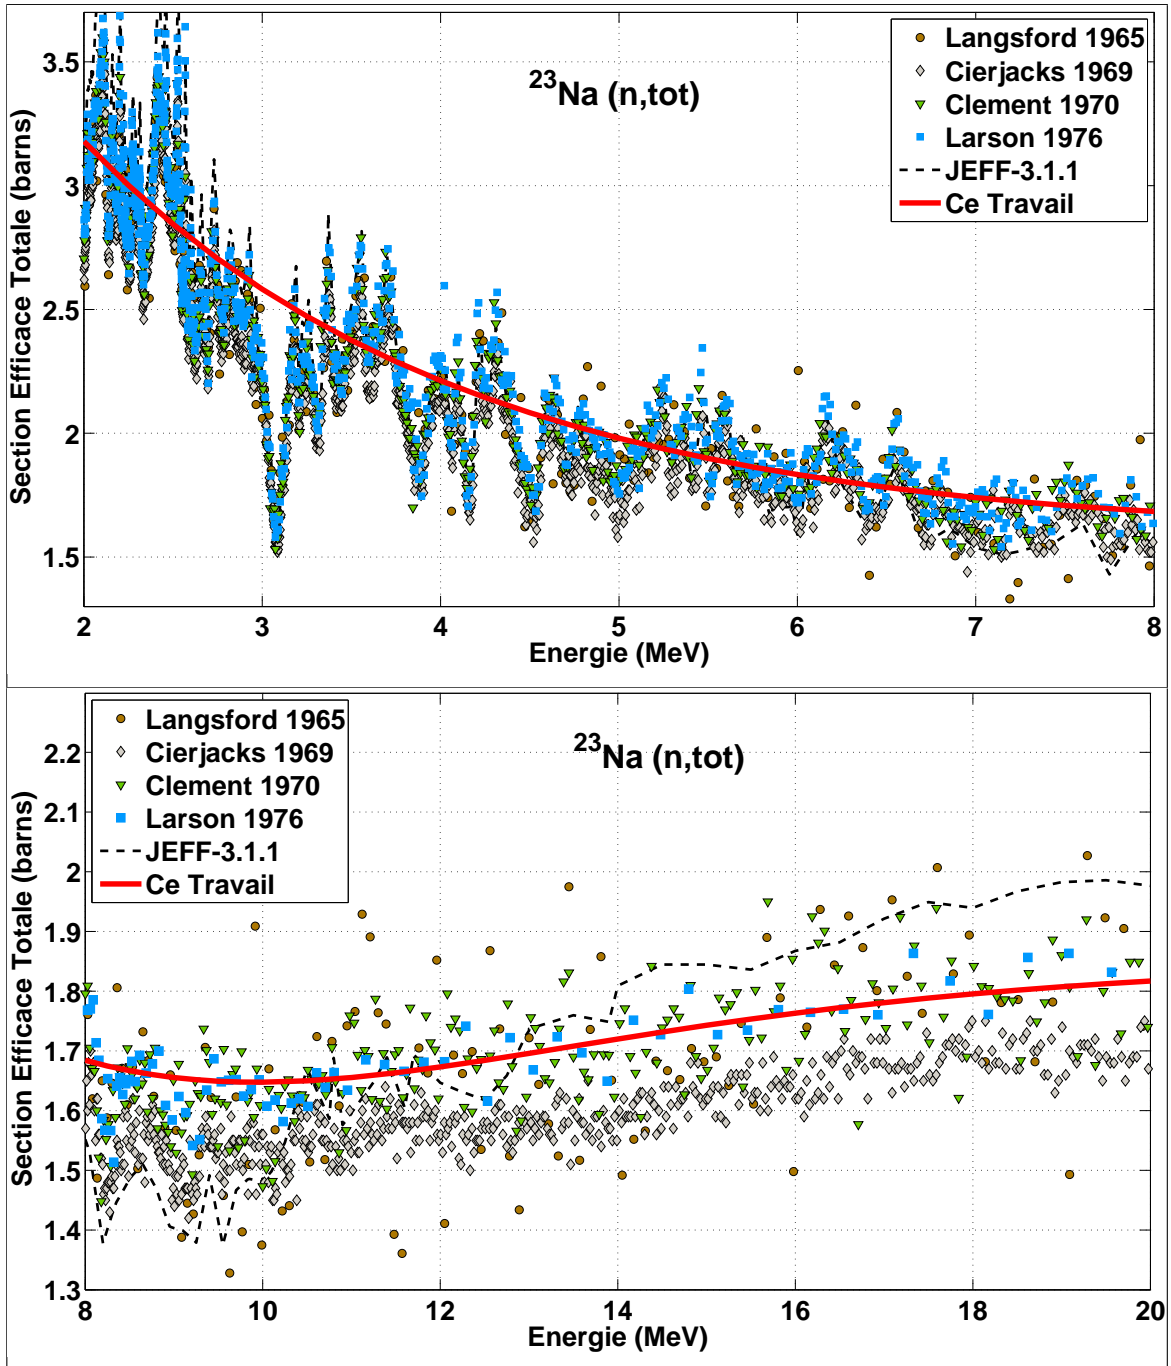 3.5
3
2.5
2
1.5
Section Efficace Totale (barns)
23Na (n,tot)
Langsford 1965
Cierjacks 1969
Clement 1970
Larson 1976
JEFF-3.1.1
Ce Travail
2 3 4 5 6 7 8
Energie (MeV)
2.2
2.1
2
1.9
1.8
1.7
1.6
1.5
1.4
1.3
Section Efficace Totale (barns)
Langsford 1965
Cierjacks 1969
Clement 1970
Larson 1976
JEFF-3.1.1
Ce Travail
23Na (n,tot)
8 10 12 14 16 18 20
Energie (MeV)